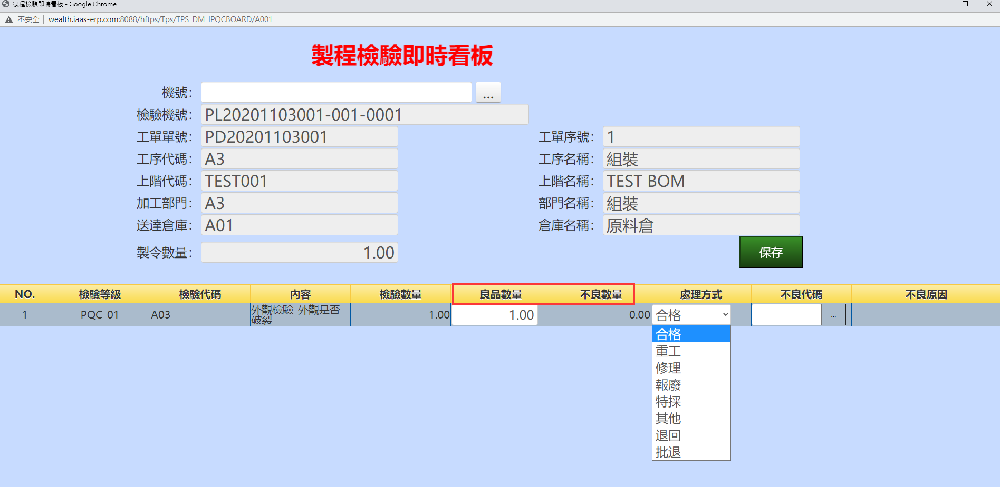 製程檢驗即時看板 - Google Chrome
不安全 | wealth.iaas-erp.com:8088/hftps/Tps/TPS_DM_IPQCBOARD/A001
製程檢驗即時看板
機號： ...
檢驗機號： PL20201103001-001-0001
工單單號： PD20201103001 工單序號： 1
工序代碼： A3 工序名稱： 組裝
上階代碼： TEST001 上階名稱： TEST BOM
加工部門： A3 部門名稱： 組裝
送達倉庫： A01 倉庫名稱： 原料倉
製令數量： 1.00 保存
NO. 檢驗等級 檢驗代碼 內容 檢驗數量 良品數量 不良數量 處理方式 不良代碼 不良原因
1 PQC-01 A03 外觀檢驗-外觀是否 1.00 1.00 0.00 合格 ...
破裂
合格
重工
修理
報廢
特採
其他
退回
批退